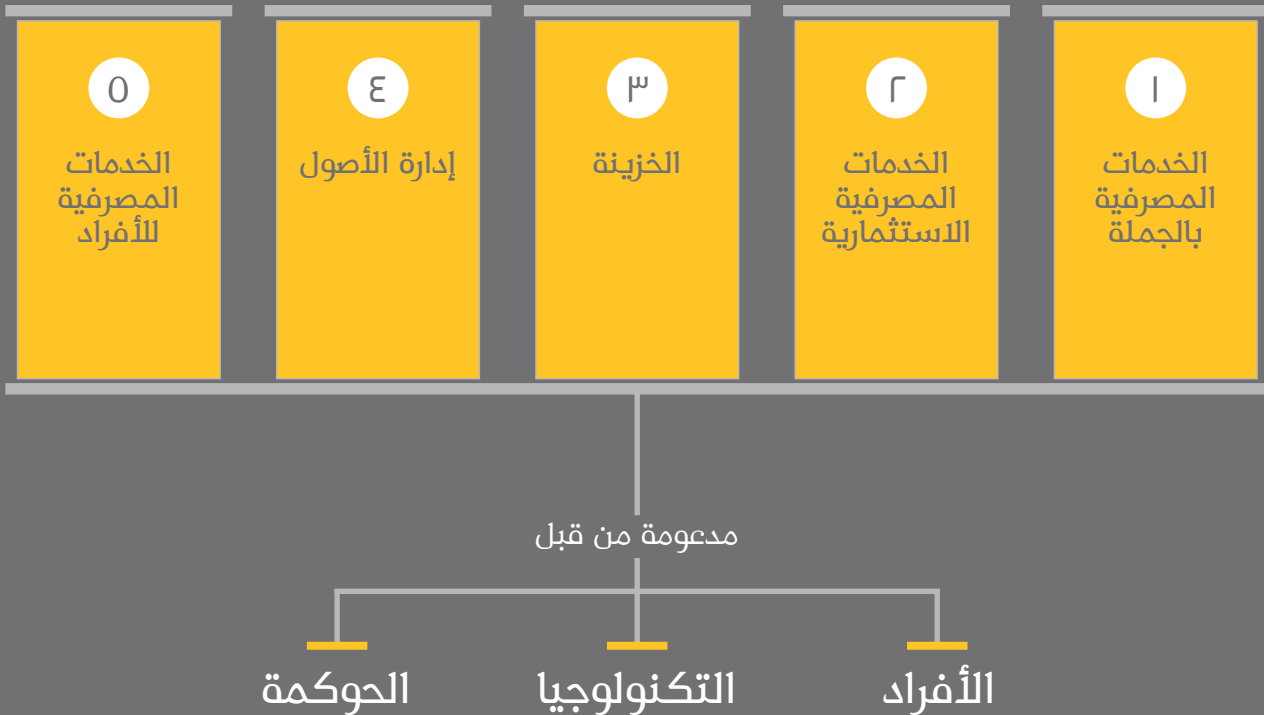 ١
الخدمات
المصرفية
بالجملة
٢
الخدمات
المصرفية
الاستثمارية
٣
الخزينة
٤
إدارة الأصول
٥
الخدمات
المصرفية
للأفراد
مدعومة من قبل
الأفراد
التكنولوجيا
الحوكمة